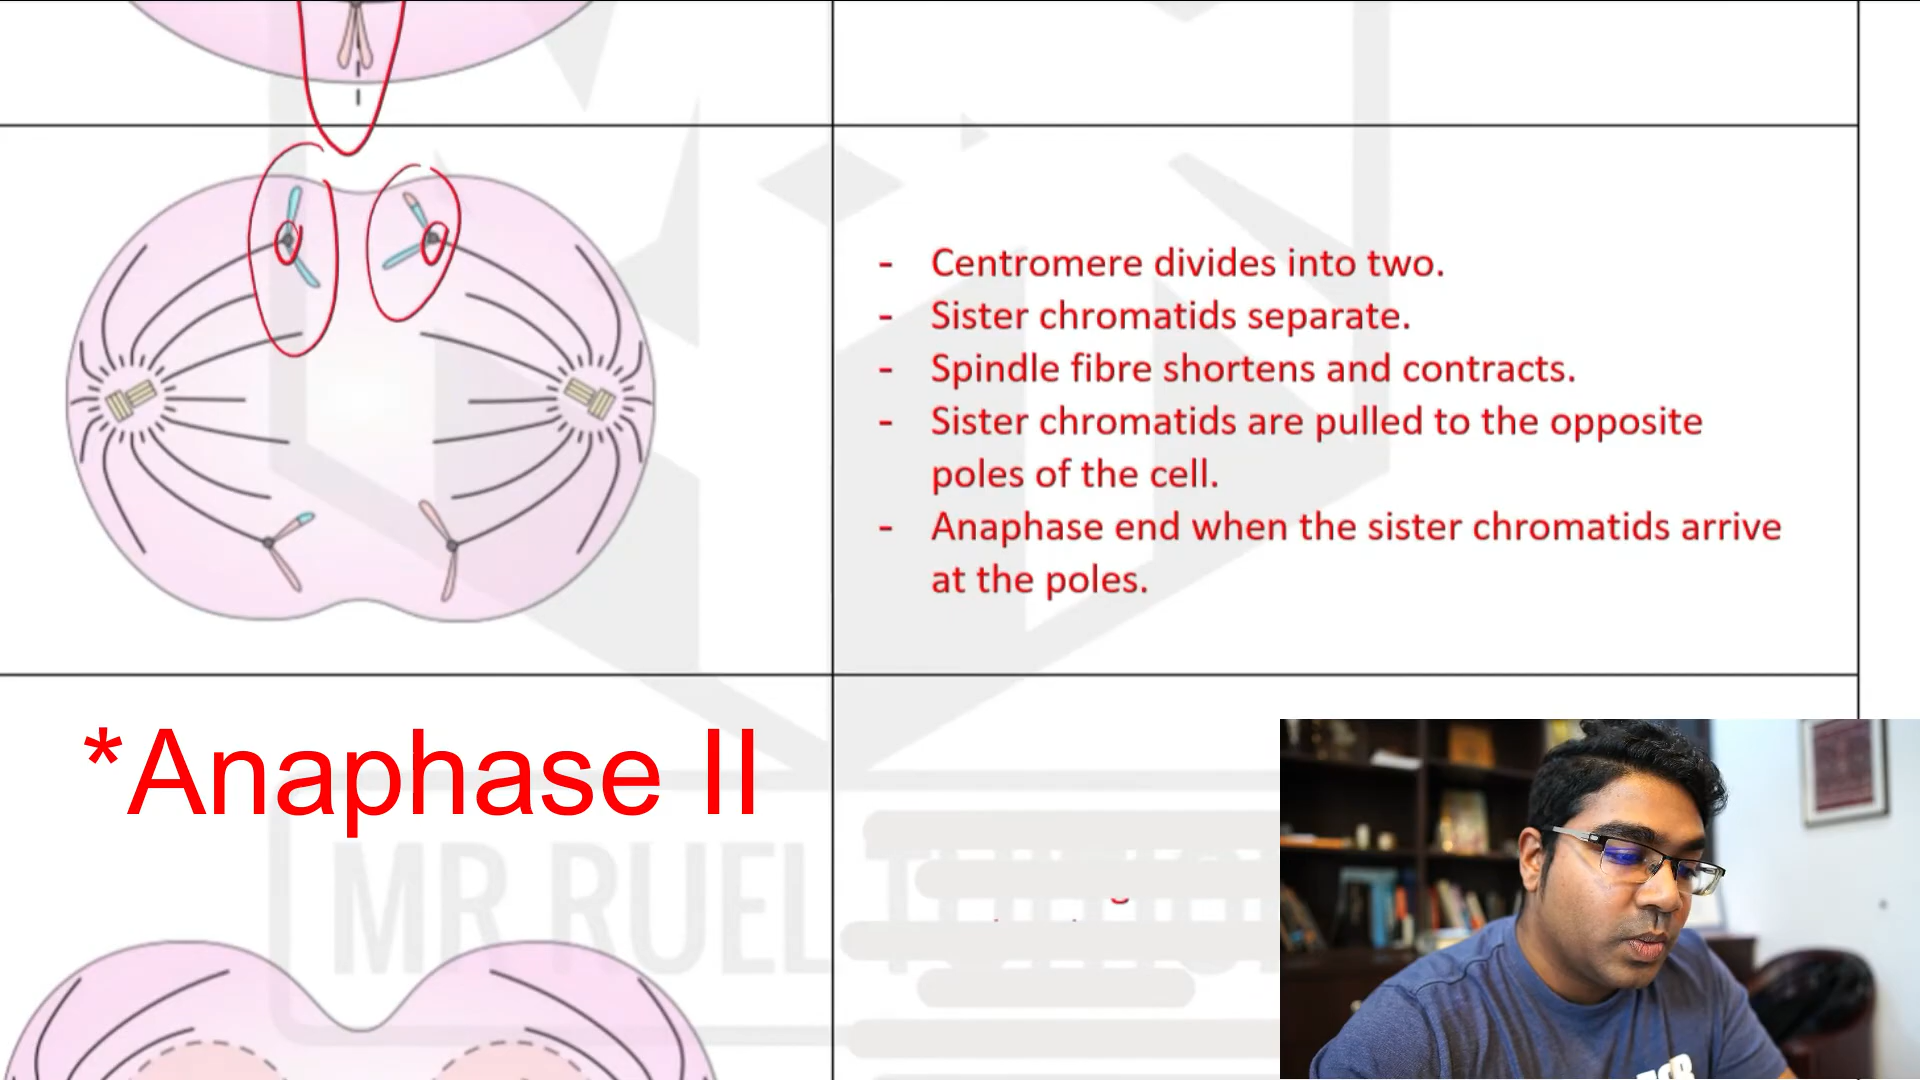 - Centromere divides into two.
- Sister chromatids separate.
- Spindle fibre shortens and contracts.
- Sister chromatids are pulled to the opposite
poles of the cell.
- Anaphase end when the sister chromatids arrive
at the poles.
*Anaphase II
MR RUEL